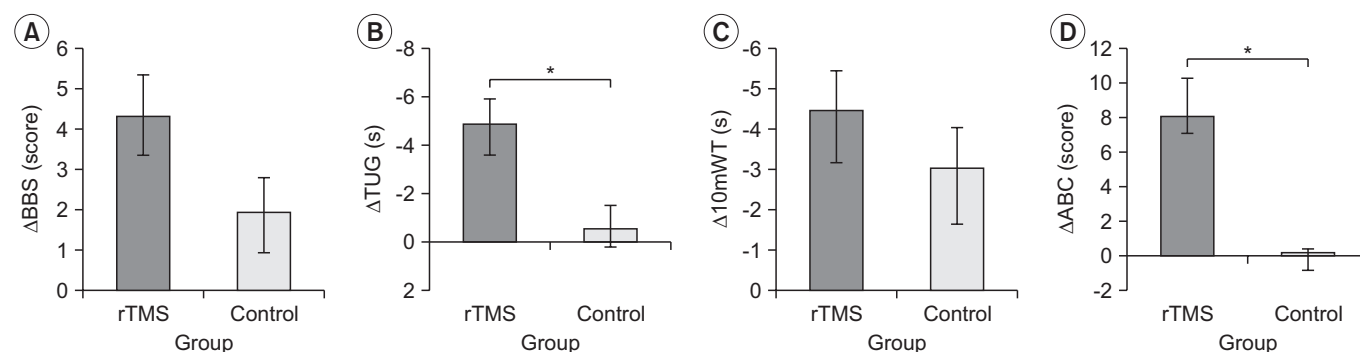 A
ΔBBS (score)
6
5
4
3
2
1
0
rTMS Control
Group
B
ΔTUG (s)
-8
-6
-4
-2
0
2
*
rTMS Control
Group
C
Δ10mWT (s)
-6
-5
-4
-3
-2
-1
0
rTMS Control
Group
D
ΔABC (score)
12
10
8
6
4
2
0
-2
*
rTMS Control
Group